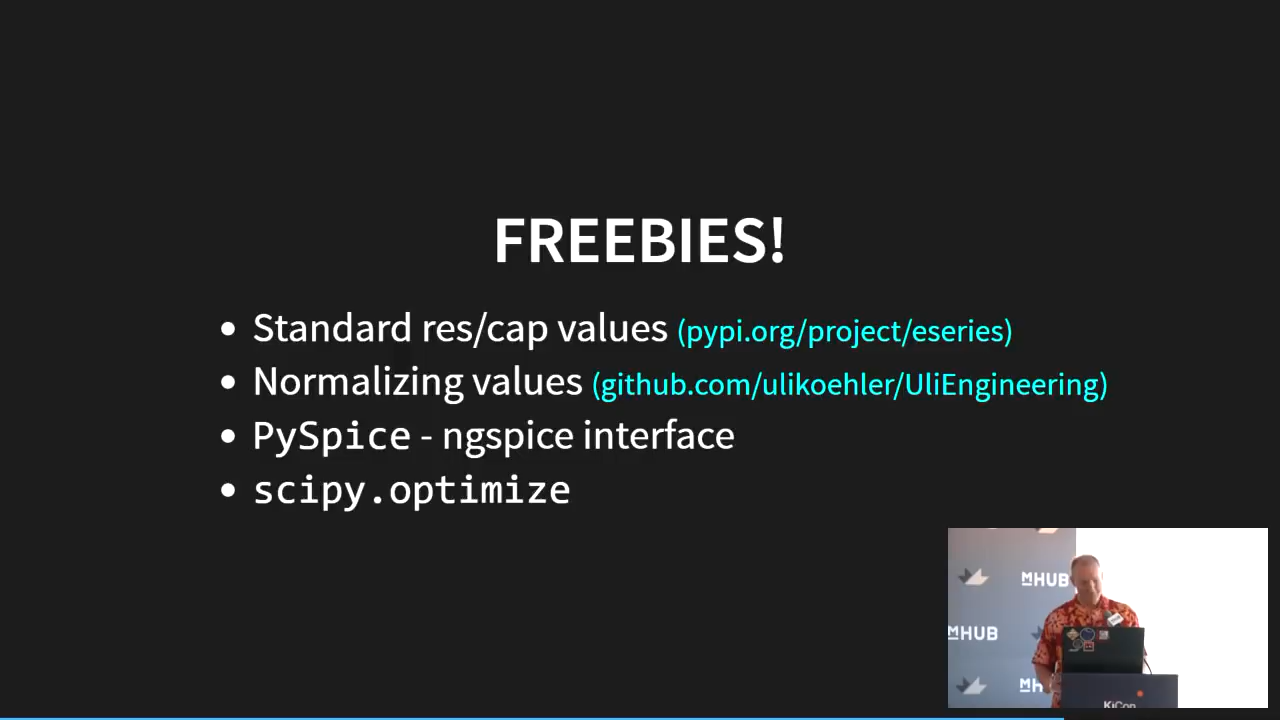 FREEBIES!
Standard res/cap values (pypi.org/project/eseries)
Normalizing values (github.com/ulikoehler/UliEngineering)
PySpice - ngspice interface
scipy.optimize
MHUB
MHUB
MH
KiCon